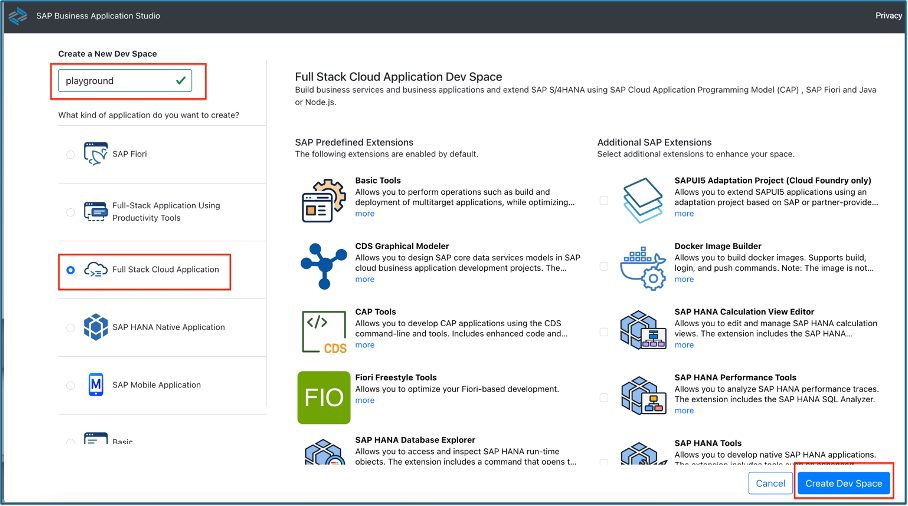 SAP Business Application Studio
Privacy
Create a New Dev Space
playground
What kind of application do you want to create?
SAP Fiori
Full-Stack Application Using
Productivity Tools
Full Stack Cloud Application
SAP HANA Native Application
M
SAP Mobile Application
Basic
Full Stack Cloud Application Dev Space
Build business services and business applications and extend SAP S/4HANA using SAP Cloud Application Programming Model (CAP) , SAP Fiori and Java
or Node.js.
SAP Predefined Extensions
The following extensions are enabled by default.
Basic Tools
Allows you to perform operations such as build and
deployment of multitarget applications, while optimizing...
more
CDS Graphical Modeler
Allows you to design SAP core data services models in SAP
cloud business application development projects. The...
more
</> CDS
CAP Tools
Allows you to develop CAP applications using the CDS
command-line and tools. Includes enhanced code and...
more
FIO
Fiori Freestyle Tools
Allows you to optimize your Fiori-based development.
more
SAP HANA Database Explorer
Allows you to access and inspect SAP HANA run-time
objects. The extension includes a command that opens t...
Additional SAP Extensions
Select additional extensions to enhance your space.
SAPUI5 Adaptation Project (Cloud Foundry only)
Allows you to extend SAPUI5 applications using an
adaptation project based on SAP or partner-provide...
more
Docker Image Builder
Allows you to build docker images. Supports build,
login, and push commands. Note: The image is not...
more
SAP HANA Calculation View Editor
Allows you to edit and manage SAP HANA calculation
views. The extension includes the SAP HANA...
more
SAP HANA Performance Tools
Allows you to analyze SAP HANA performance traces.
The extension includes the SAP HANA SQL Analyzer.
more
SAP HANA Tools
Allows you to develop native SAP HANA applications.
The extension includes tools
Cancel
Create Dev Space